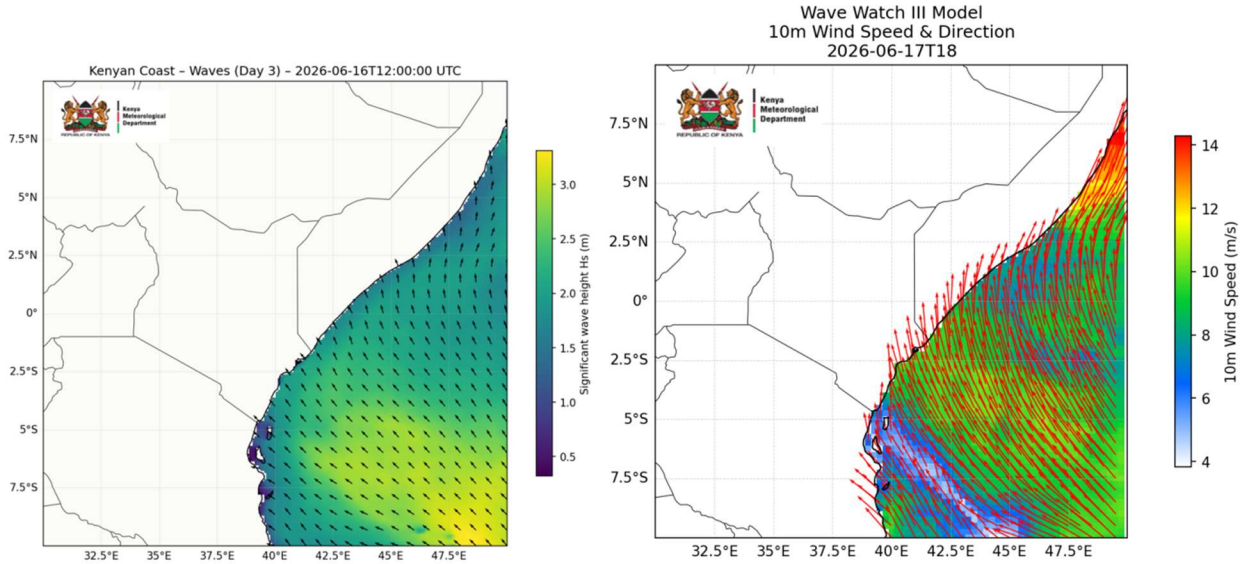 Kenyan Coast – Waves (Day 3) – 2026-06-16T12:00:00 UTC
Kenya
Meteorological
Department
REPUBLIC OF KENYA
7.5°N
5°N
2.5°N
0°
2.5°S
5°S
7.5°S
32.5°E 35°E 37.5°E 40°E 42.5°E 45°E 47.5°E
3.0
2.5
2.0
1.5
1.0
0.5
Significant wave height Hs (m)
Wave Watch III Model
10m Wind Speed & Direction
2026-06-17T18
Kenya
Meteorological
Department
REPUBLIC OF KENYA
7.5°N
5°N
2.5°N
0°
2.5°S
5°S
7.5°S
32.5°E 35°E 37.5°E 40°E 42.5°E 45°E 47.5°E
14
12
10
8
6
4
10m Wind Speed (m/s)